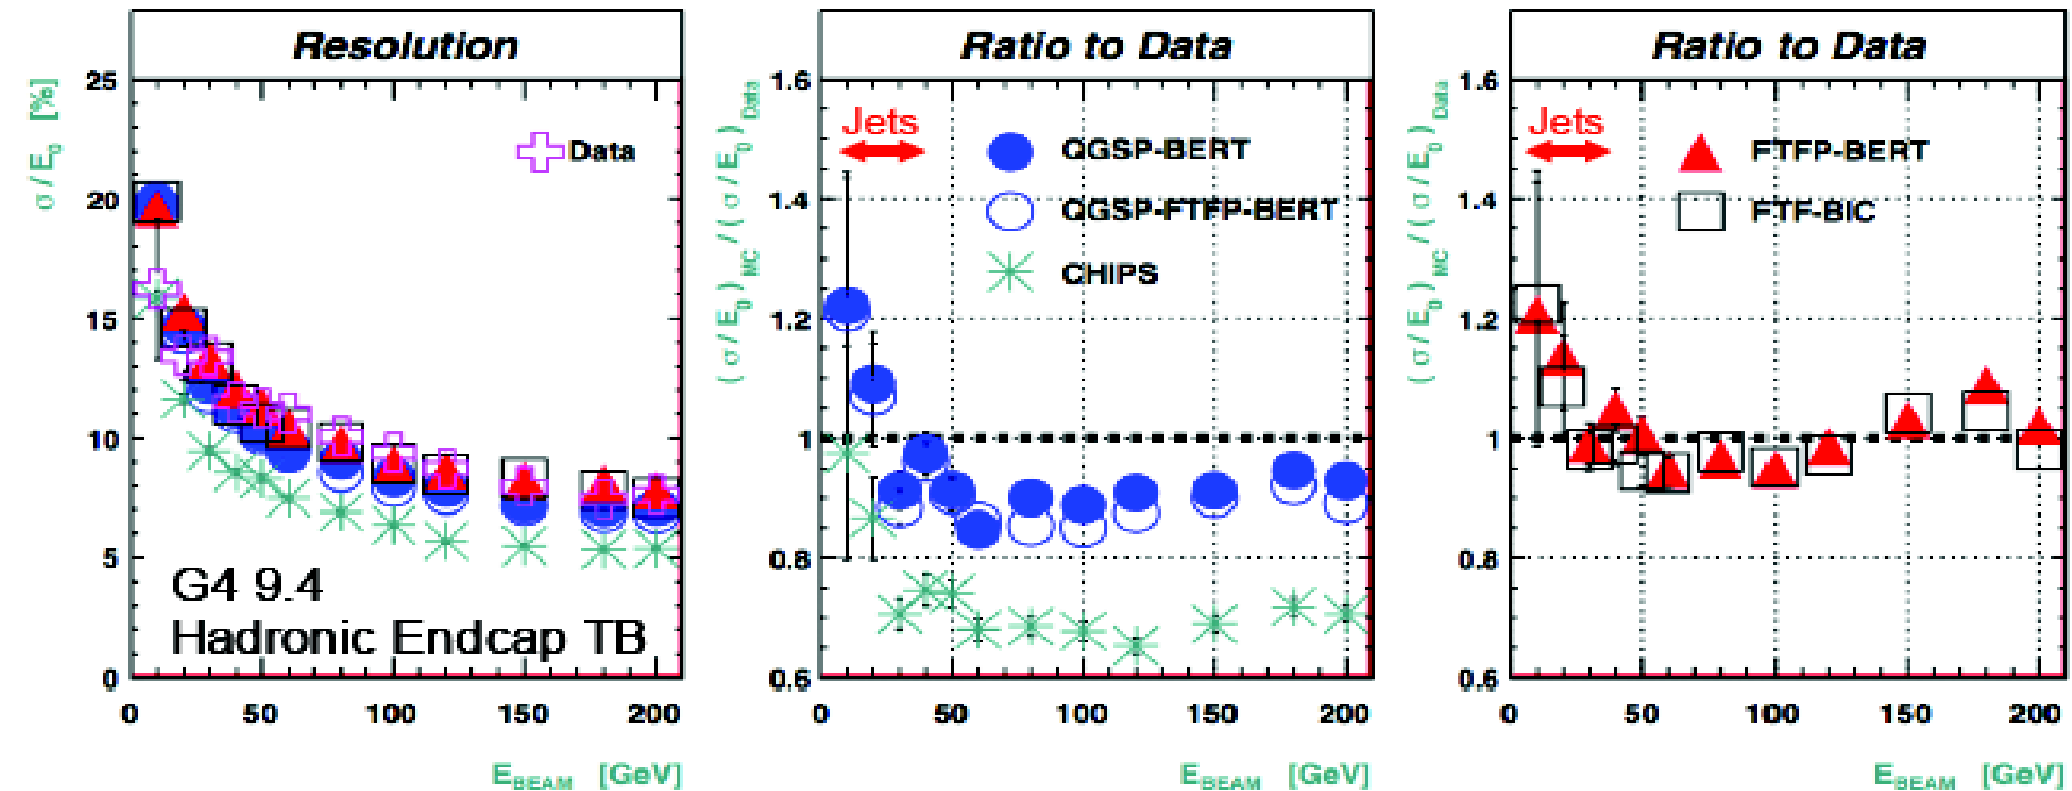 Resolution
σ/E0 [%]
25
20
15
10
5
0
Data
G4 9.4
Hadronic Endcap TB
0 50 100 150 200
EBEAM [GeV]
Ratio to Data
(σ/E0)MC/(σ/E0)Data
1.6
1.4
1.2
1
0.8
0.6
Jets
QGSP-BERT
QGSP-FTFP-BERT
CHIPS
0 50 100 150 200
EBEAM [GeV]
Ratio to Data
(σ/E0)MC/(σ/E0)Data
1.6
1.4
1.2
1
0.8
0.6
Jets
FTFP-BERT
FTF-BIC
0 50 100 150 200
EBEAM [GeV]